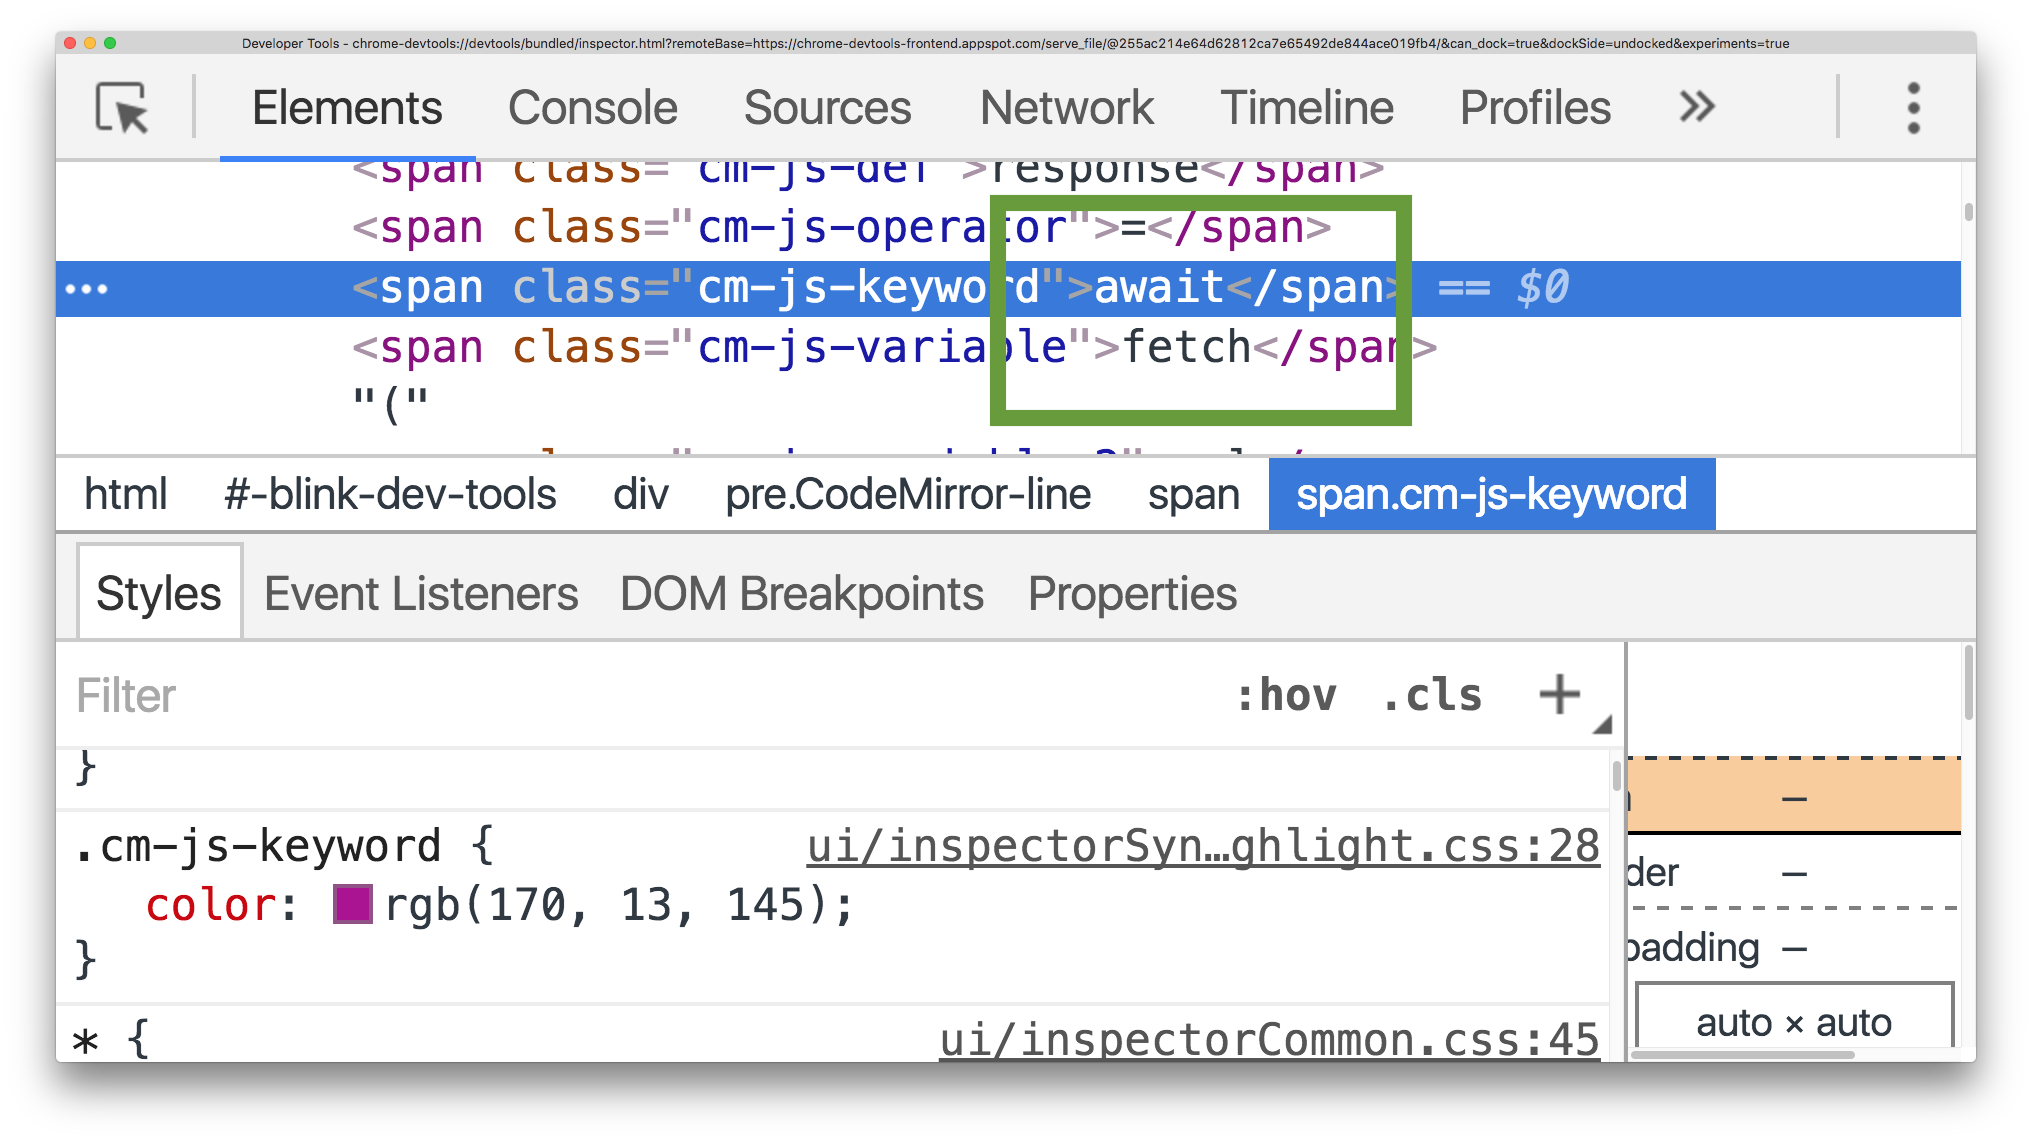 Developer Tools - chrome-devtools://devtools/bundled/inspector.html?remoteBase=https://chrome-devtools-frontend.appspot.com/serve_file/@255ac214e64d62812ca7e65492de844ace019fb4/&can_dock=true&dockSide=undocked&experiments=true
Elements Console Sources Network Timeline Profiles »
<span class="cm-js-def">response</span>
<span class="cm-js-operator">=</span>
<span class="cm-js-keyword">await</span> == $0
<span class="cm-js-variable">fetch</span>
"("
html #-blink-dev-tools div pre.CodeMirror-line span span.cm-js-keyword
Styles Event Listeners DOM Breakpoints Properties
Filter :hov .cls +
}
.cm-js-keyword { ui/inspectorSyn…ghlight.css:28
color: rgb(170, 13, 145);
}
* { ui/inspectorCommon.css:45
–
der –
padding –
auto × auto